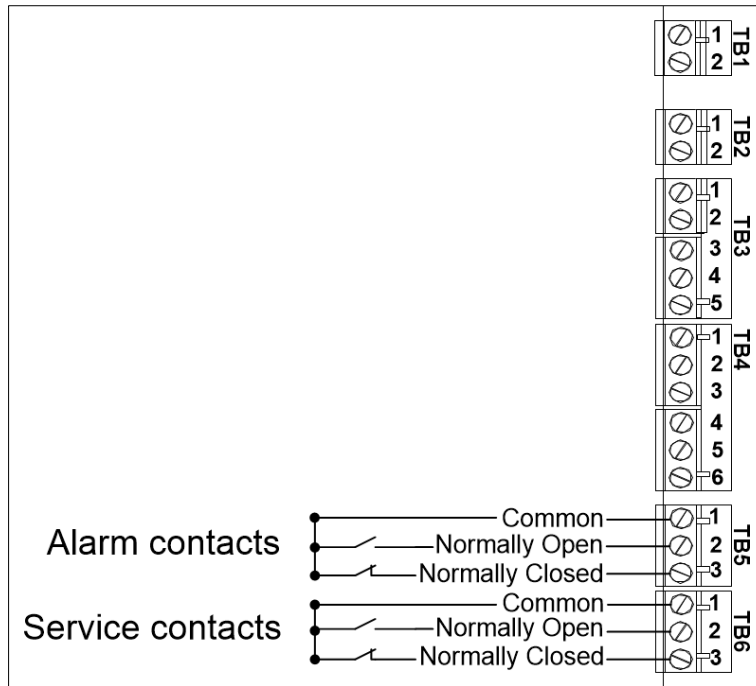 1 TB1
2
1 TB2
2
1 TB3
2
3
4
5
1 TB4
2
3
4
5
6
Alarm contacts
Common 1 TB5
Normally Open 2
Normally Closed 3
Service contacts
Common 1 TB6
Normally Open 2
Normally Closed 3